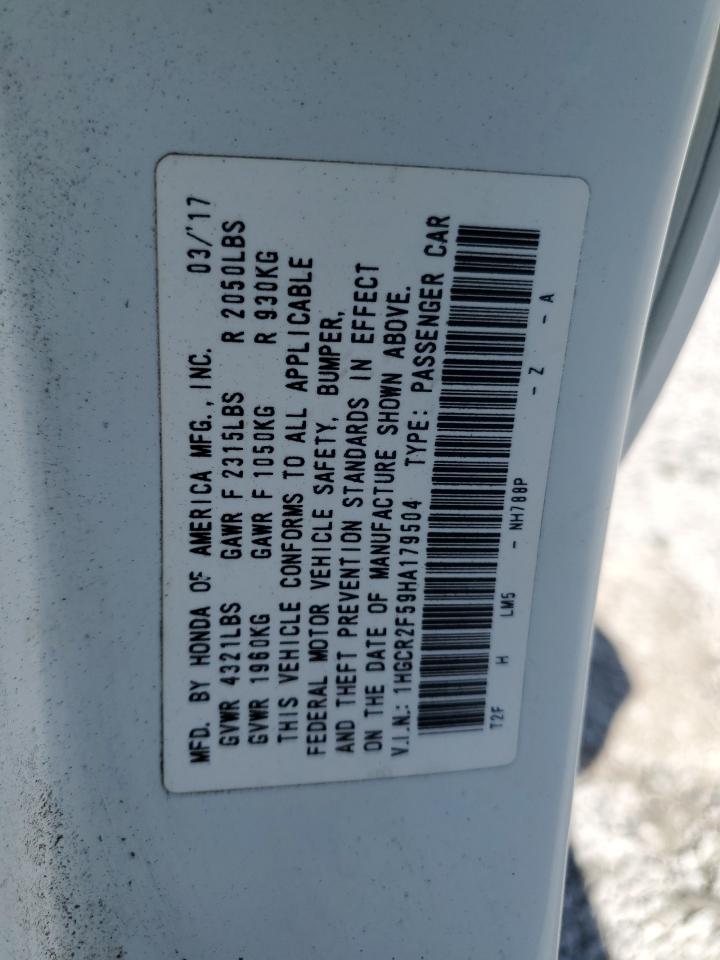 MFD. BY HONDA OF AMERICA MFG., INC. 03/'17
GVWR 4321LBS GAWR F 2315LBS R 2050LBS
GVWR 1960KG GAWR F 1050KG R 930KG
THIS VEHICLE CONFORMS TO ALL APPLICABLE
FEDERAL MOTOR VEHICLE SAFETY, BUMPER,
AND THEFT PREVENTION STANDARDS IN EFFECT
ON THE DATE OF MANUFACTURE SHOWN ABOVE.
V.I.N.: 1HGCR2F59HA179504 TYPE: PASSENGER CAR
T2F H LM5 - NH788P - Z - A